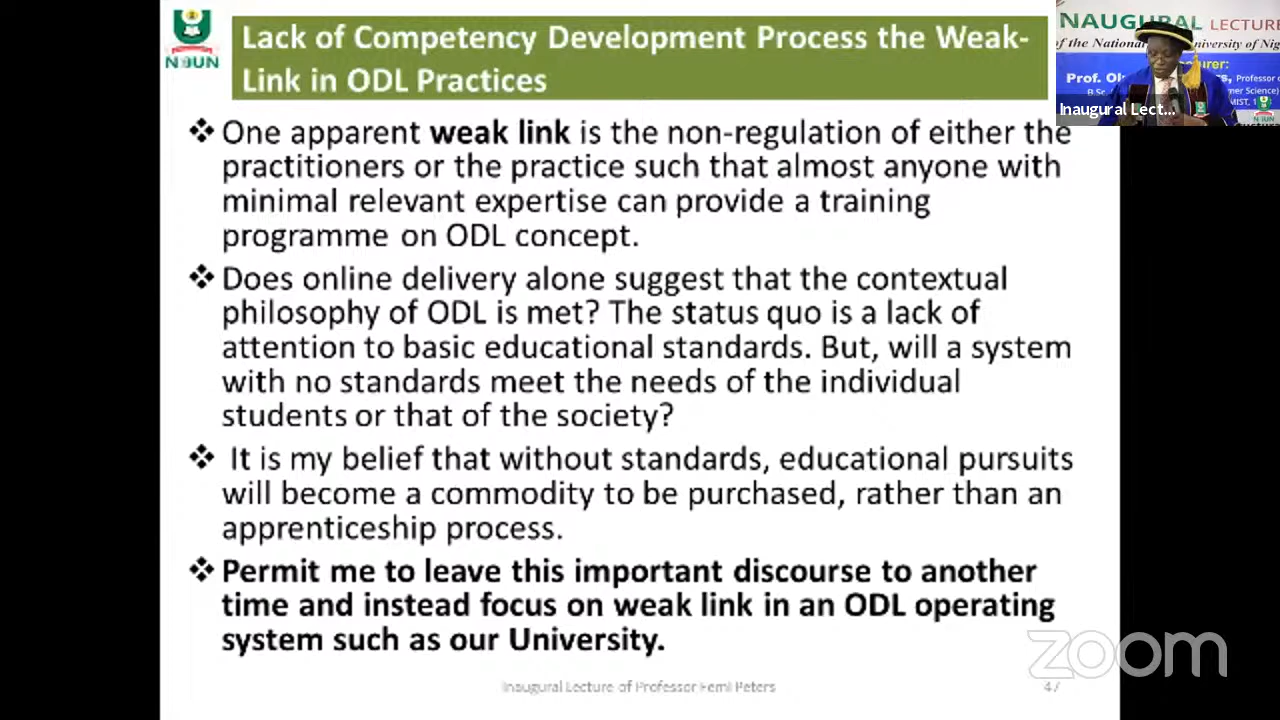 NOUN
Lack of Competency Development Process the Weak-
Link in ODL Practices
❖ One apparent weak link is the non-regulation of either the
practitioners or the practice such that almost anyone with
minimal relevant expertise can provide a training
programme on ODL concept.
❖ Does online delivery alone suggest that the contextual
philosophy of ODL is met? The status quo is a lack of
attention to basic educational standards. But, will a system
with no standards meet the needs of the individual
students or that of the society?
❖ It is my belief that without standards, educational pursuits
will become a commodity to be purchased, rather than an
apprenticeship process.
❖ Permit me to leave this important discourse to another
time and instead focus on weak link in an ODL operating
system such as our University.
Inaugural Lecture of Professor Femi Peters
47
NAUGURAL LECTURE
of the National University of Nig
Prof. Ol
Professor
B.Sc
Inaugural Lect...
zoom